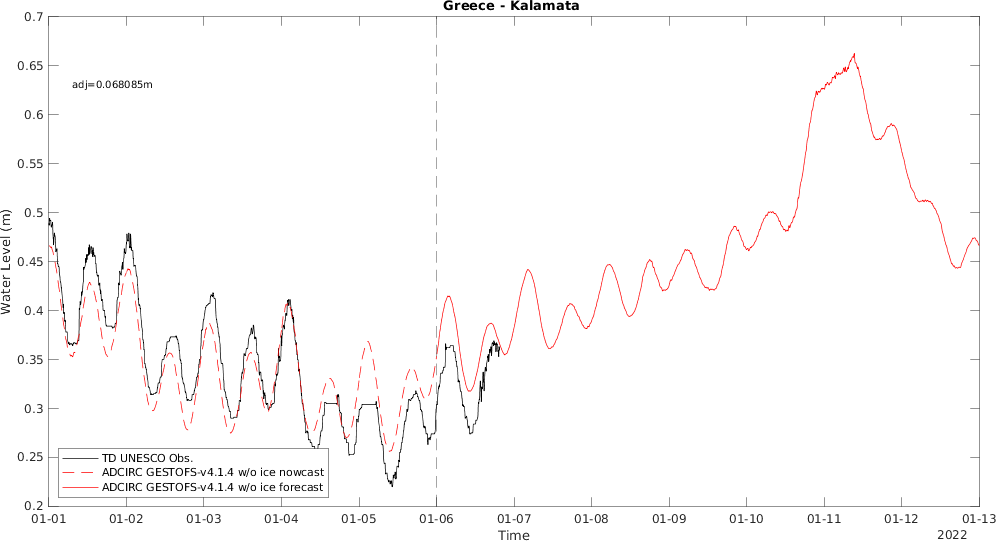 Greece - Kalamata
0.7
0.65
0.6
0.55
0.5
0.45
0.4
0.35
0.3
0.25
0.2
Water Level (m)
adj=0.068085m
TD UNESCO Obs.
ADCIRC GESTOFS-v4.1.4 w/o ice nowcast
ADCIRC GESTOFS-v4.1.4 w/o ice forecast
01-01 01-02 01-03 01-04 01-05 01-06 01-07 01-08 01-09 01-10 01-11 01-12 01-13
Time
2022